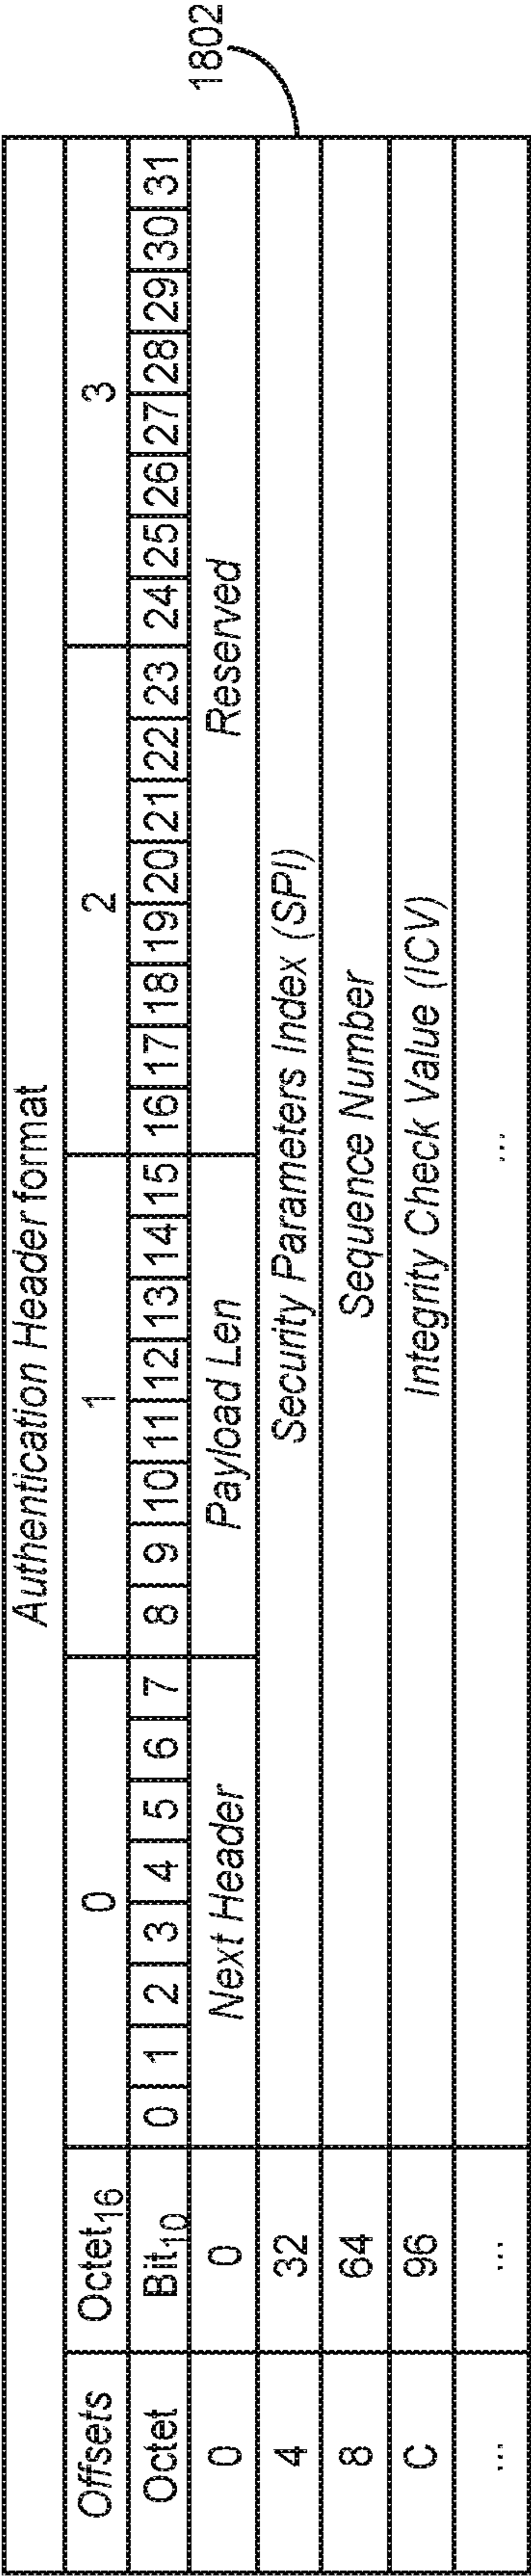 Authentication Header format
Offsets Octet16 0 1 2 3
Octet Bit10 0 1 2 3 4 5 6 7 8 9 10 11 12 13 14 15 16 17 18 19 20 21 22 23 24 25 26 27 28 29 30 31
0 0 Next Header Payload Len Reserved
4 32 Security Parameters Index (SPI)
8 64 Sequence Number
C 96 Integrity Check Value (ICV)
... ... ...
1802